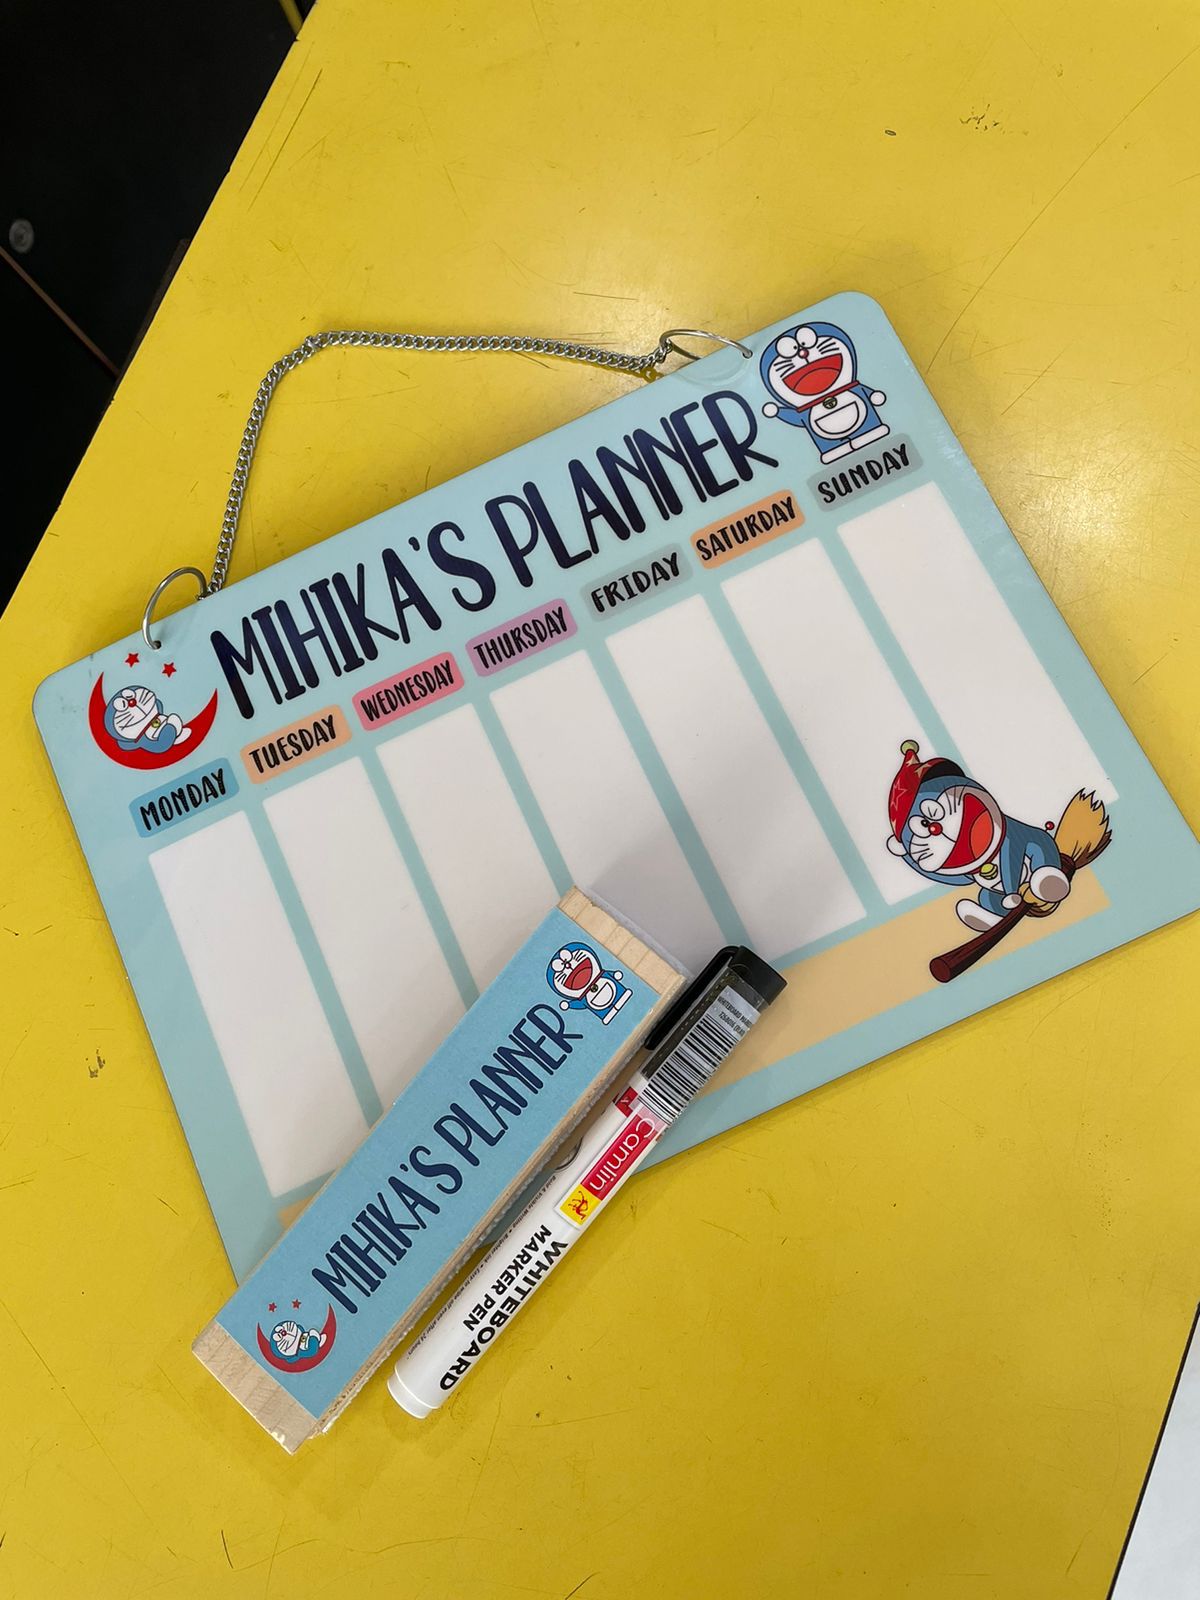 MIHIKA'S PLANNER
MONDAY
TUESDAY
WEDNESDAY
THURSDAY
FRIDAY
SATURDAY
SUNDAY
MIHIKA'S PLANNER
Camlin
WHITEBOARD
MARKER PEN